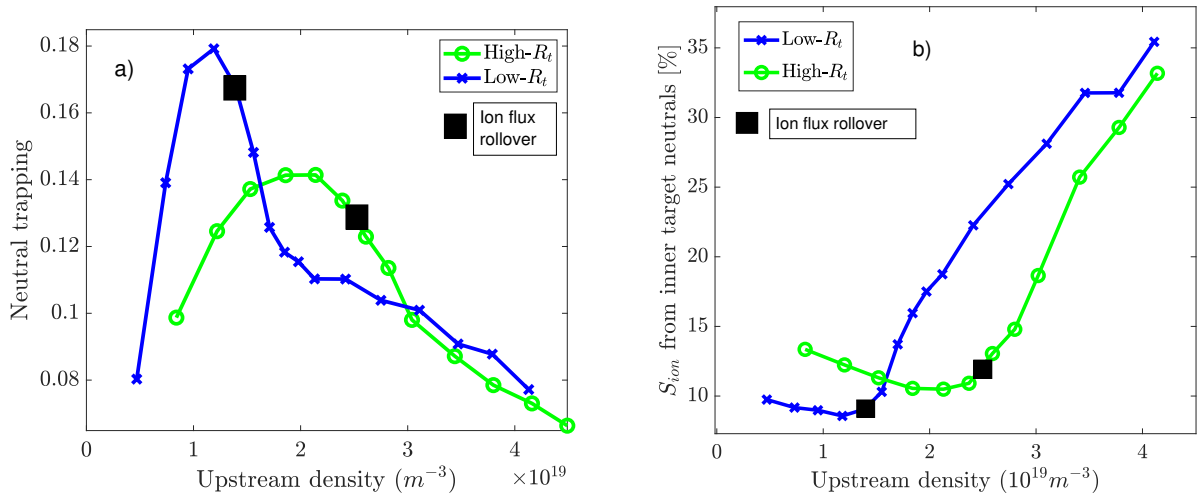 a)
High-$R_t$
Low-$R_t$
Ion flux
rollover
Neutral trapping
0.18
0.16
0.14
0.12
0.1
0.08
0
1
2
3
4
×10^{19}
Upstream density ($m^{-3}$)
b)
Low-$R_t$
High-$R_t$
Ion flux rollover
$S_{ion}$ from inner target neutrals [%]
35
30
25
20
15
10
1
2
3
4
Upstream density ($10^{19}m^{-3}$)